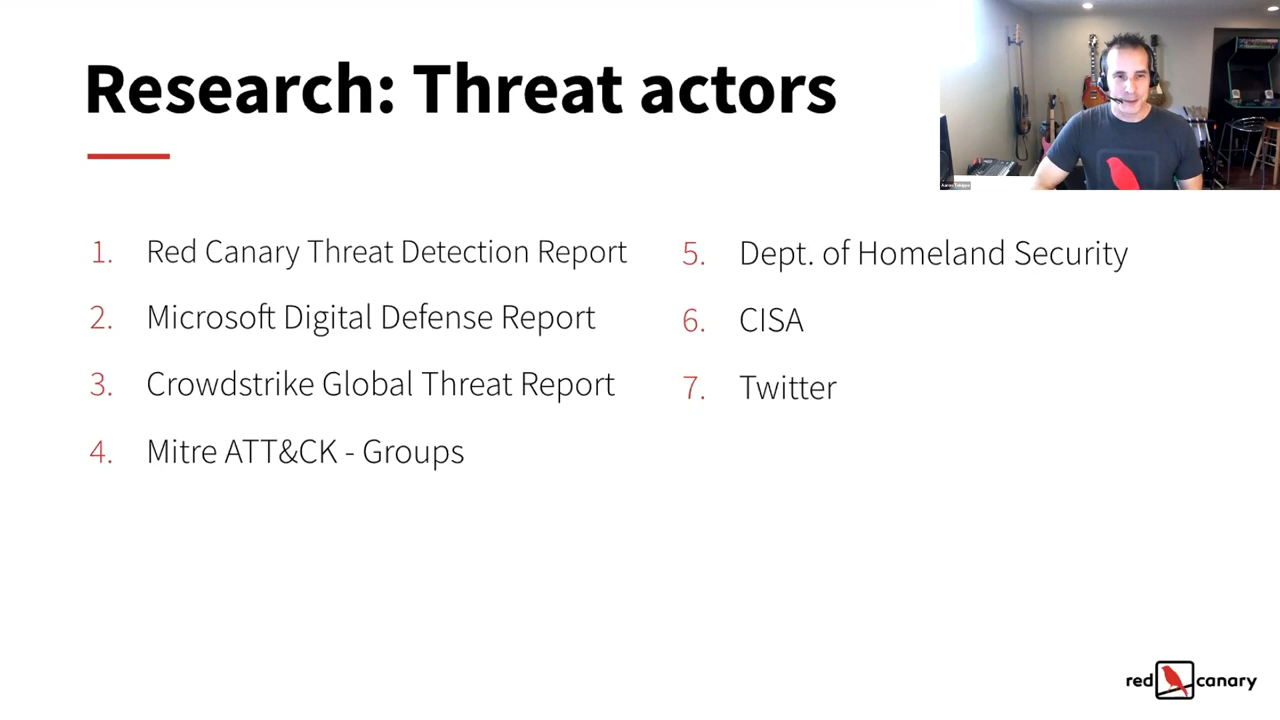 Research: Threat actors
1. Red Canary Threat Detection Report
2. Microsoft Digital Defense Report
3. Crowdstrike Global Threat Report
4. Mitre ATT&CK - Groups
5. Dept. of Homeland Security
6. CISA
7. Twitter
red canary